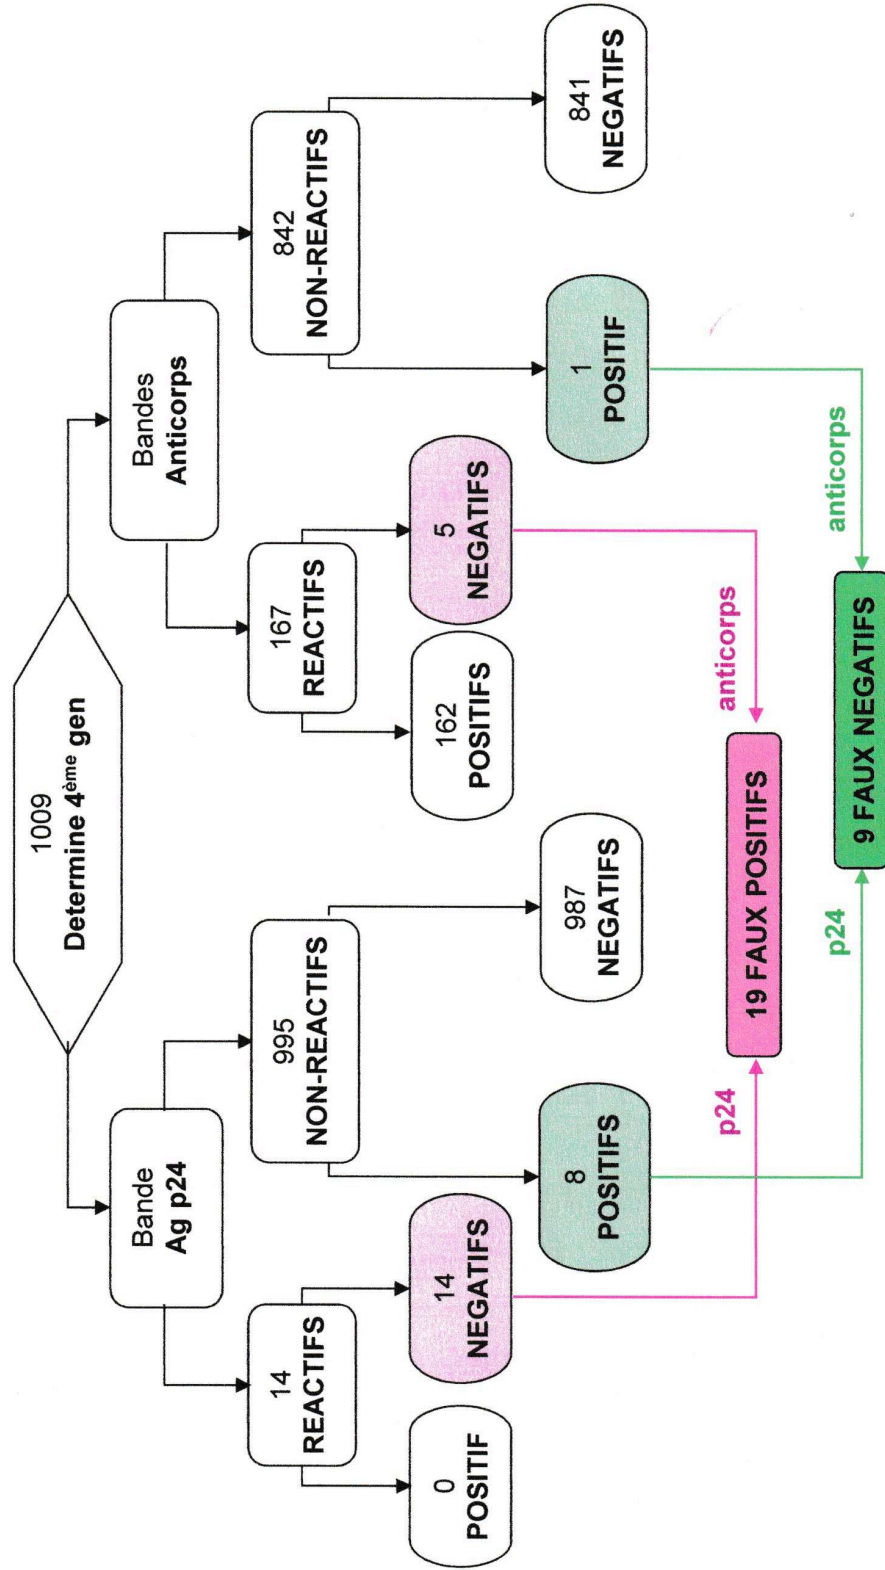 1009
Determine 4ème gen
Bande
Ag p24
Bandes
Anticorps
14
REACTIFS
995
NON-REACTIFS
167
REACTIFS
842
NON-REACTIFS
0
POSITIF
14
NEGATIFS
8
POSITIFS
987
NEGATIFS
162
POSITIFS
5
NEGATIFS
1
POSITIF
841
NEGATIFS
p24
19 FAUX POSITIFS
anticorps
p24
9 FAUX NEGATIFS
anticorps